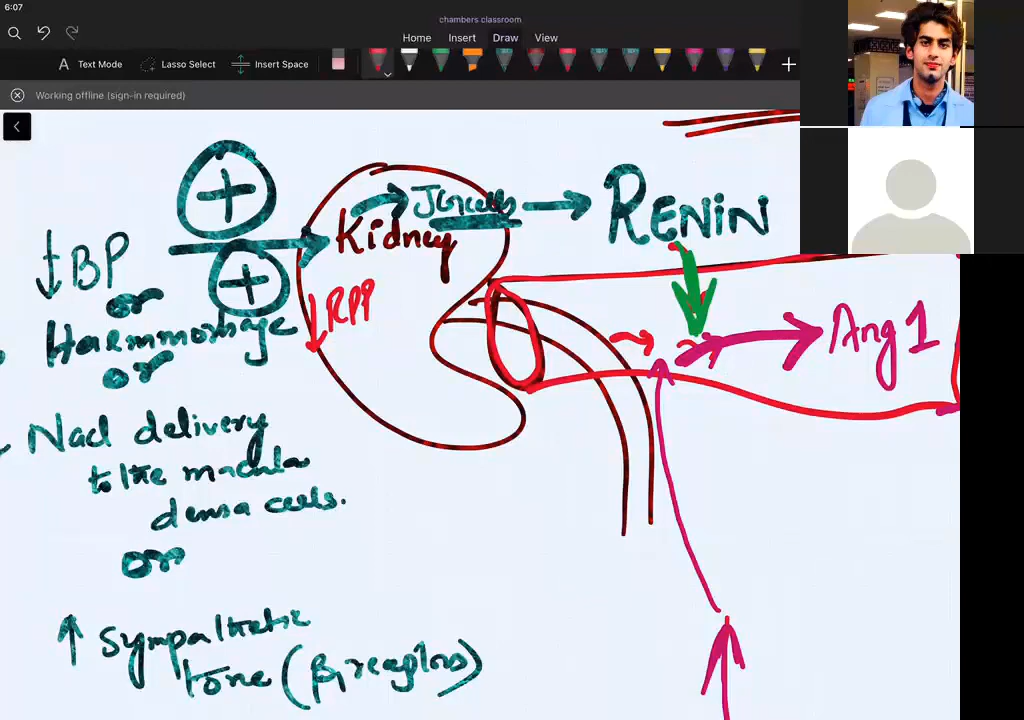 6:07
chambers classroom
Home Insert Draw View
Text Mode Lasso Select Insert Space
Working offline (sign-in required)
↓BP
or
Haemmorhage
or
Nacl delivery
to the macula
densa cells.
or
↑ Sympathetic
tone (β1 receptors)
+
+
Kidney → JG cells → RENIN
↓RPP
Ang 1